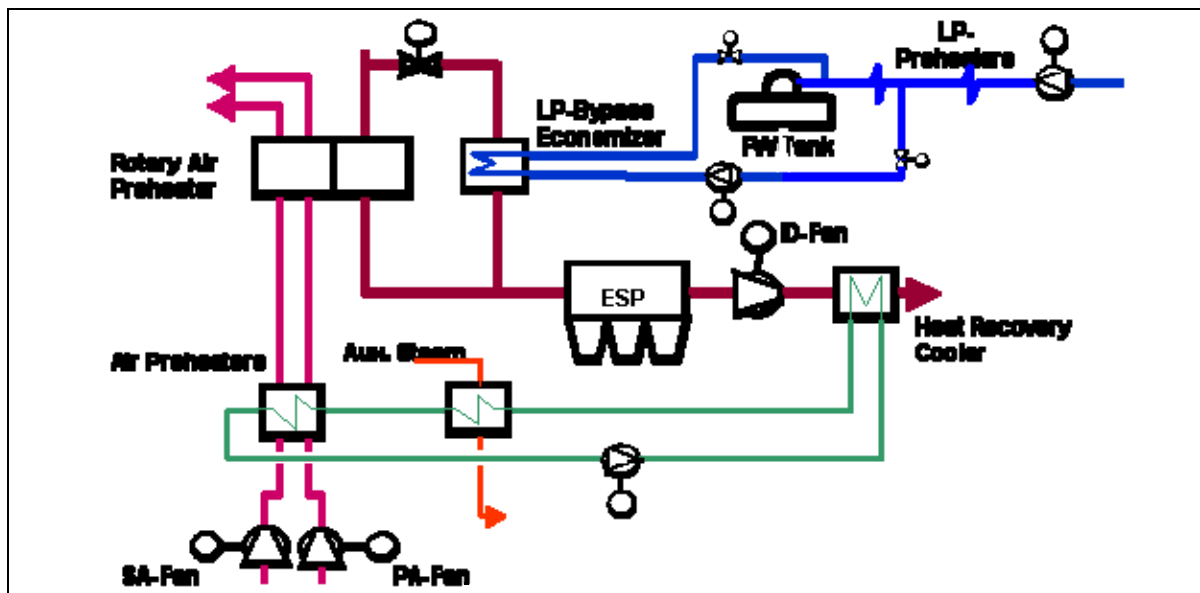 LP-
Preheaters
LP-Bypass
Economizer
FW Tank
Rotary Air
Preheater
ID-Fan
ESP
Heat Recovery
Cooler
Air Preheaters
Aux. Steam
SA-Fan
PA-Fan